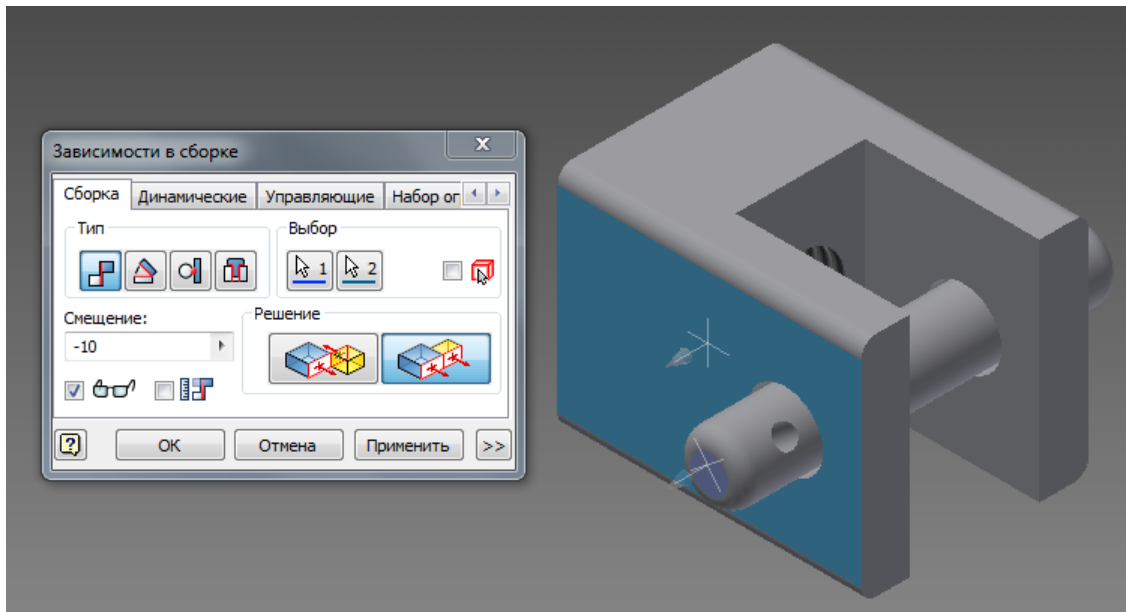 Зависимости в сборке
Сборка Динамические Управляющие Набор ог
Тип Выбор
1 2
Смещение: Решение
-10
OK Отмена Применить >>